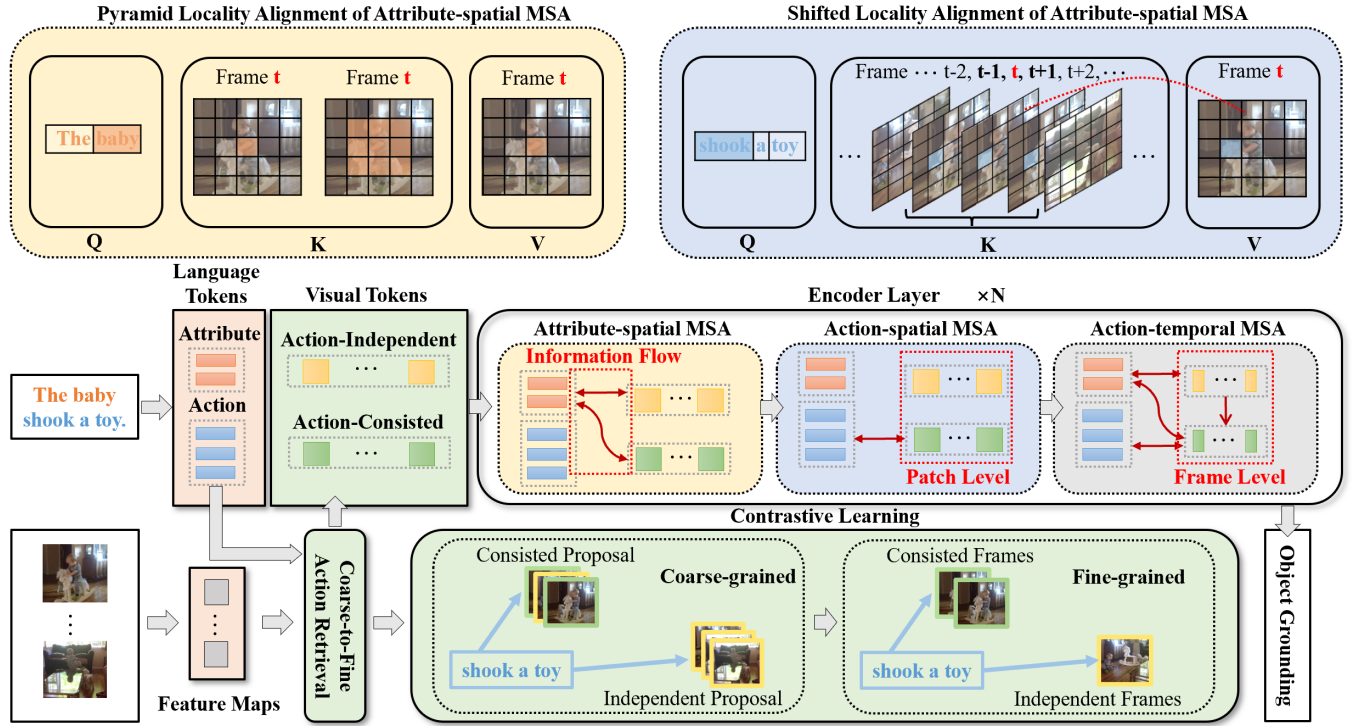 Pyramid Locality Alignment of Attribute-spatial MSA
Shifted Locality Alignment of Attribute-spatial MSA
The baby
Q
Frame t
Frame t
K
Frame t
V
shook a toy
Q
Frame ··· t-2, t-1, t, t+1, t+2, ···
···
···
K
Frame t
V
Language
Tokens
Attribute
Action
Visual Tokens
Action-Independent
···
Action-Consisted
···
Encoder Layer ×N
Attribute-spatial MSA
Information Flow
···
···
Action-spatial MSA
···
···
Patch Level
Action-temporal MSA
···
···
Frame Level
The baby
shook a toy.
Feature Maps
Coarse-to-Fine
Action Retrieval
Contrastive Learning
Consisted Proposal
Coarse-grained
shook a toy
Independent Proposal
Consisted Frames
Fine-grained
shook a toy
Independent Frames
Object Grounding